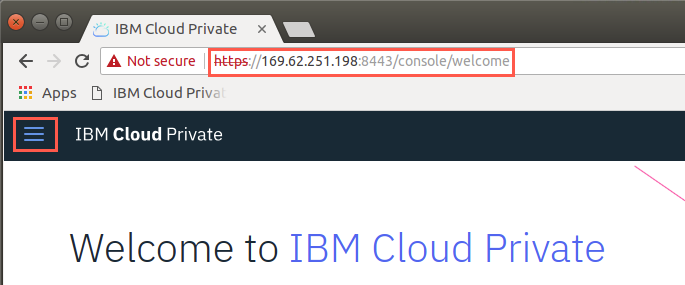 IBM Cloud Private
Not secure https://169.62.251.198:8443/console/welcome
Apps IBM Cloud Privat
IBM Cloud Private
Welcome to IBM Cloud Private